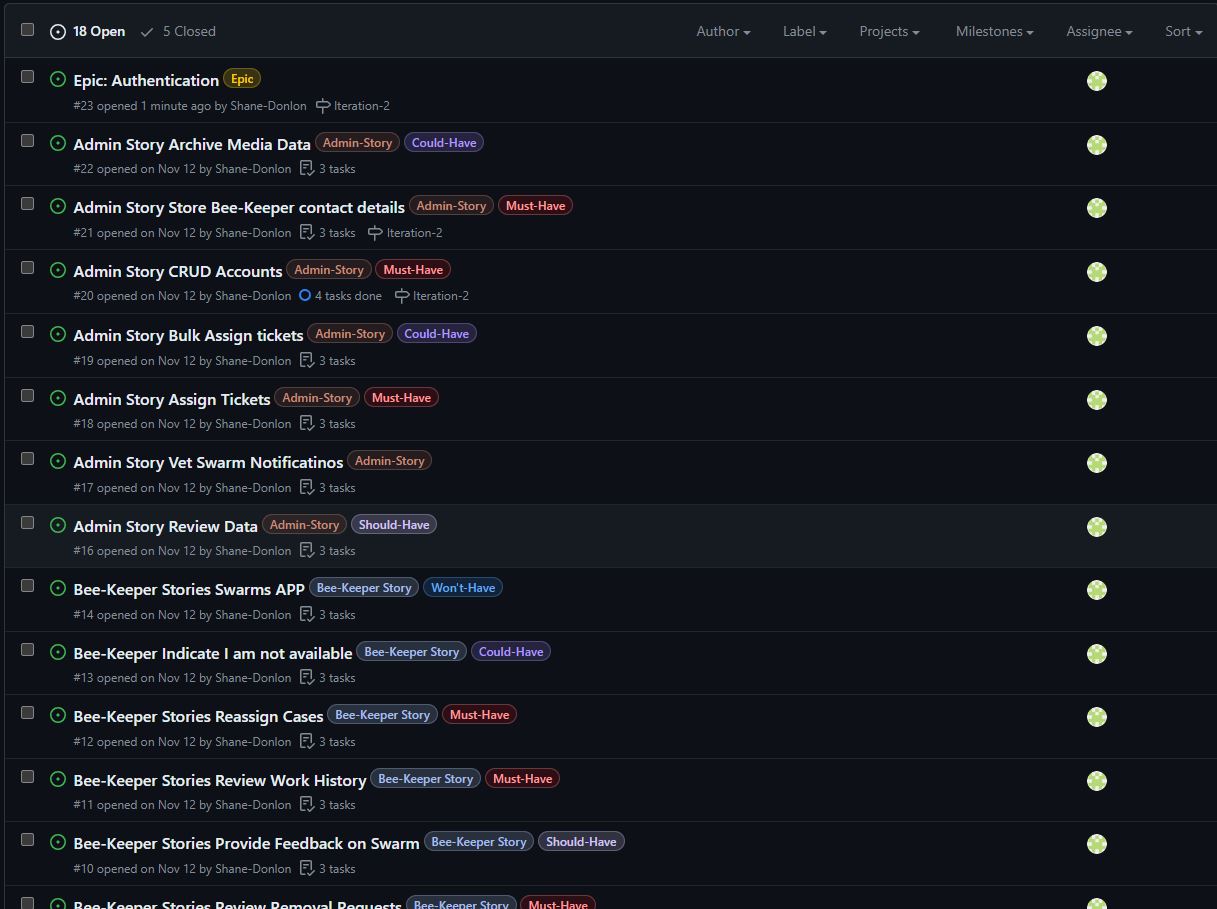 18 Open 5 Closed Author Label Projects Milestones Assignee Sort
Epic: Authentication Epic
#23 opened 1 minute ago by Shane-Donlon Iteration-2
Admin Story Archive Media Data Admin-Story Could-Have
#22 opened on Nov 12 by Shane-Donlon 3 tasks
Admin Story Store Bee-Keeper contact details Admin-Story Must-Have
#21 opened on Nov 12 by Shane-Donlon 3 tasks Iteration-2
Admin Story CRUD Accounts Admin-Story Must-Have
#20 opened on Nov 12 by Shane-Donlon 4 tasks done Iteration-2
Admin Story Bulk Assign tickets Admin-Story Could-Have
#19 opened on Nov 12 by Shane-Donlon 3 tasks
Admin Story Assign Tickets Admin-Story Must-Have
#18 opened on Nov 12 by Shane-Donlon 3 tasks
Admin Story Vet Swarm Notificatinos Admin-Story
#17 opened on Nov 12 by Shane-Donlon 3 tasks
Admin Story Review Data Admin-Story Should-Have
#16 opened on Nov 12 by Shane-Donlon 3 tasks
Bee-Keeper Stories Swarms APP Bee-Keeper Story Won't-Have
#14 opened on Nov 12 by Shane-Donlon 3 tasks
Bee-Keeper Indicate I am not available Bee-Keeper Story Could-Have
#13 opened on Nov 12 by Shane-Donlon 3 tasks
Bee-Keeper Stories Reassign Cases Bee-Keeper Story Must-Have
#12 opened on Nov 12 by Shane-Donlon 3 tasks
Bee-Keeper Stories Review Work History Bee-Keeper Story Must-Have
#11 opened on Nov 12 by Shane-Donlon 3 tasks
Bee-Keeper Stories Provide Feedback on Swarm Bee-Keeper Story Should-Have
#10 opened on Nov 12 by Shane-Donlon 3 tasks
Bee-Keeper Stories Review Removal Requests Bee-Keeper Story Must-Have